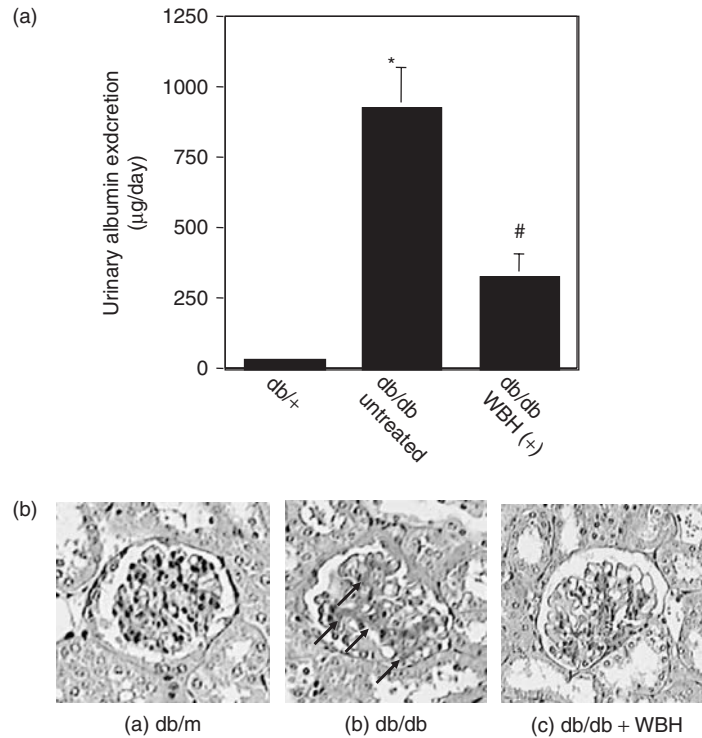 (a)
Urinary albumin exdcretion
(µg/day)
1250
1000
750
500
250
0
*
#
db/+
db/db
untreated
db/db
WBH (+)
(b)
(a) db/m
(b) db/db
(c) db/db + WBH